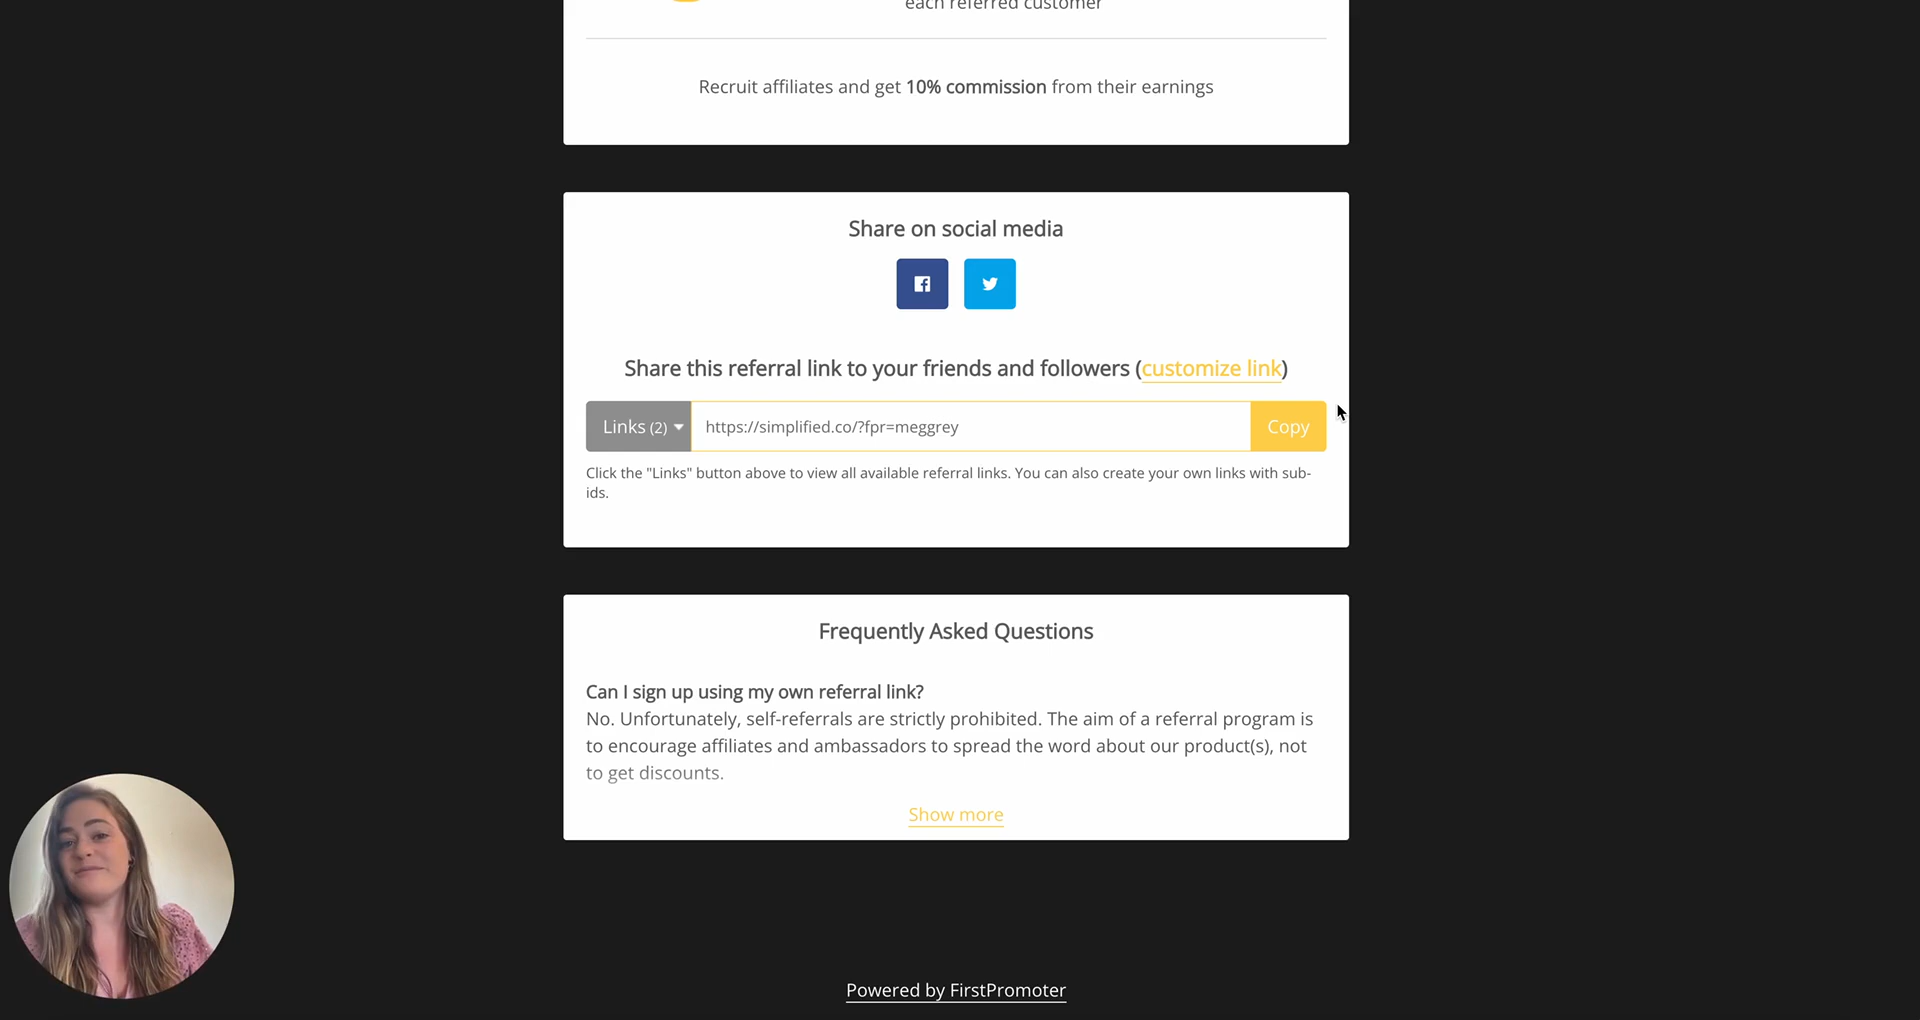 each referred customer
Recruit affiliates and get 10% commission from their earnings
Share on social media
Share this referral link to your friends and followers (customize link)
Links (2)
https://simplified.co/?fpr=meggrey
Copy
Click the "Links" button above to view all available referral links. You can also create your own links with sub-
ids.
Frequently Asked Questions
Can I sign up using my own referral link?
No. Unfortunately, self-referrals are strictly prohibited. The aim of a referral program is
to encourage affiliates and ambassadors to spread the word about our product(s), not
to get discounts.
Show more
Powered by FirstPromoter